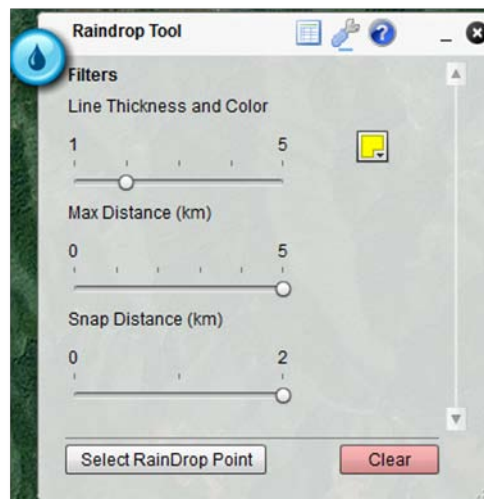 Raindrop Tool
Filters
Line Thickness and Color
1 5
Max Distance (km)
0 5
Snap Distance (km)
0 2
Select RainDrop Point Clear